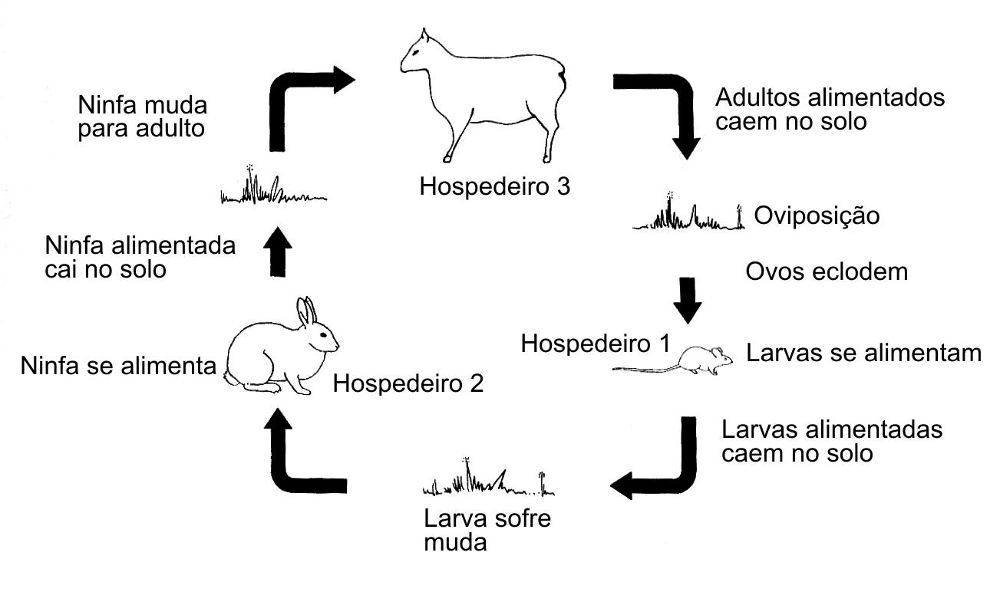 Ninfa muda
para adulto
Hospedeiro 3
Adultos alimentados
caem no solo
Oviposição
Ovos eclodem
Hospedeiro 1
Larvas se alimentam
Larvas alimentadas
caem no solo
Larva sofre
muda
Hospedeiro 2
Ninfa se alimenta
Ninfa alimentada
cai no solo